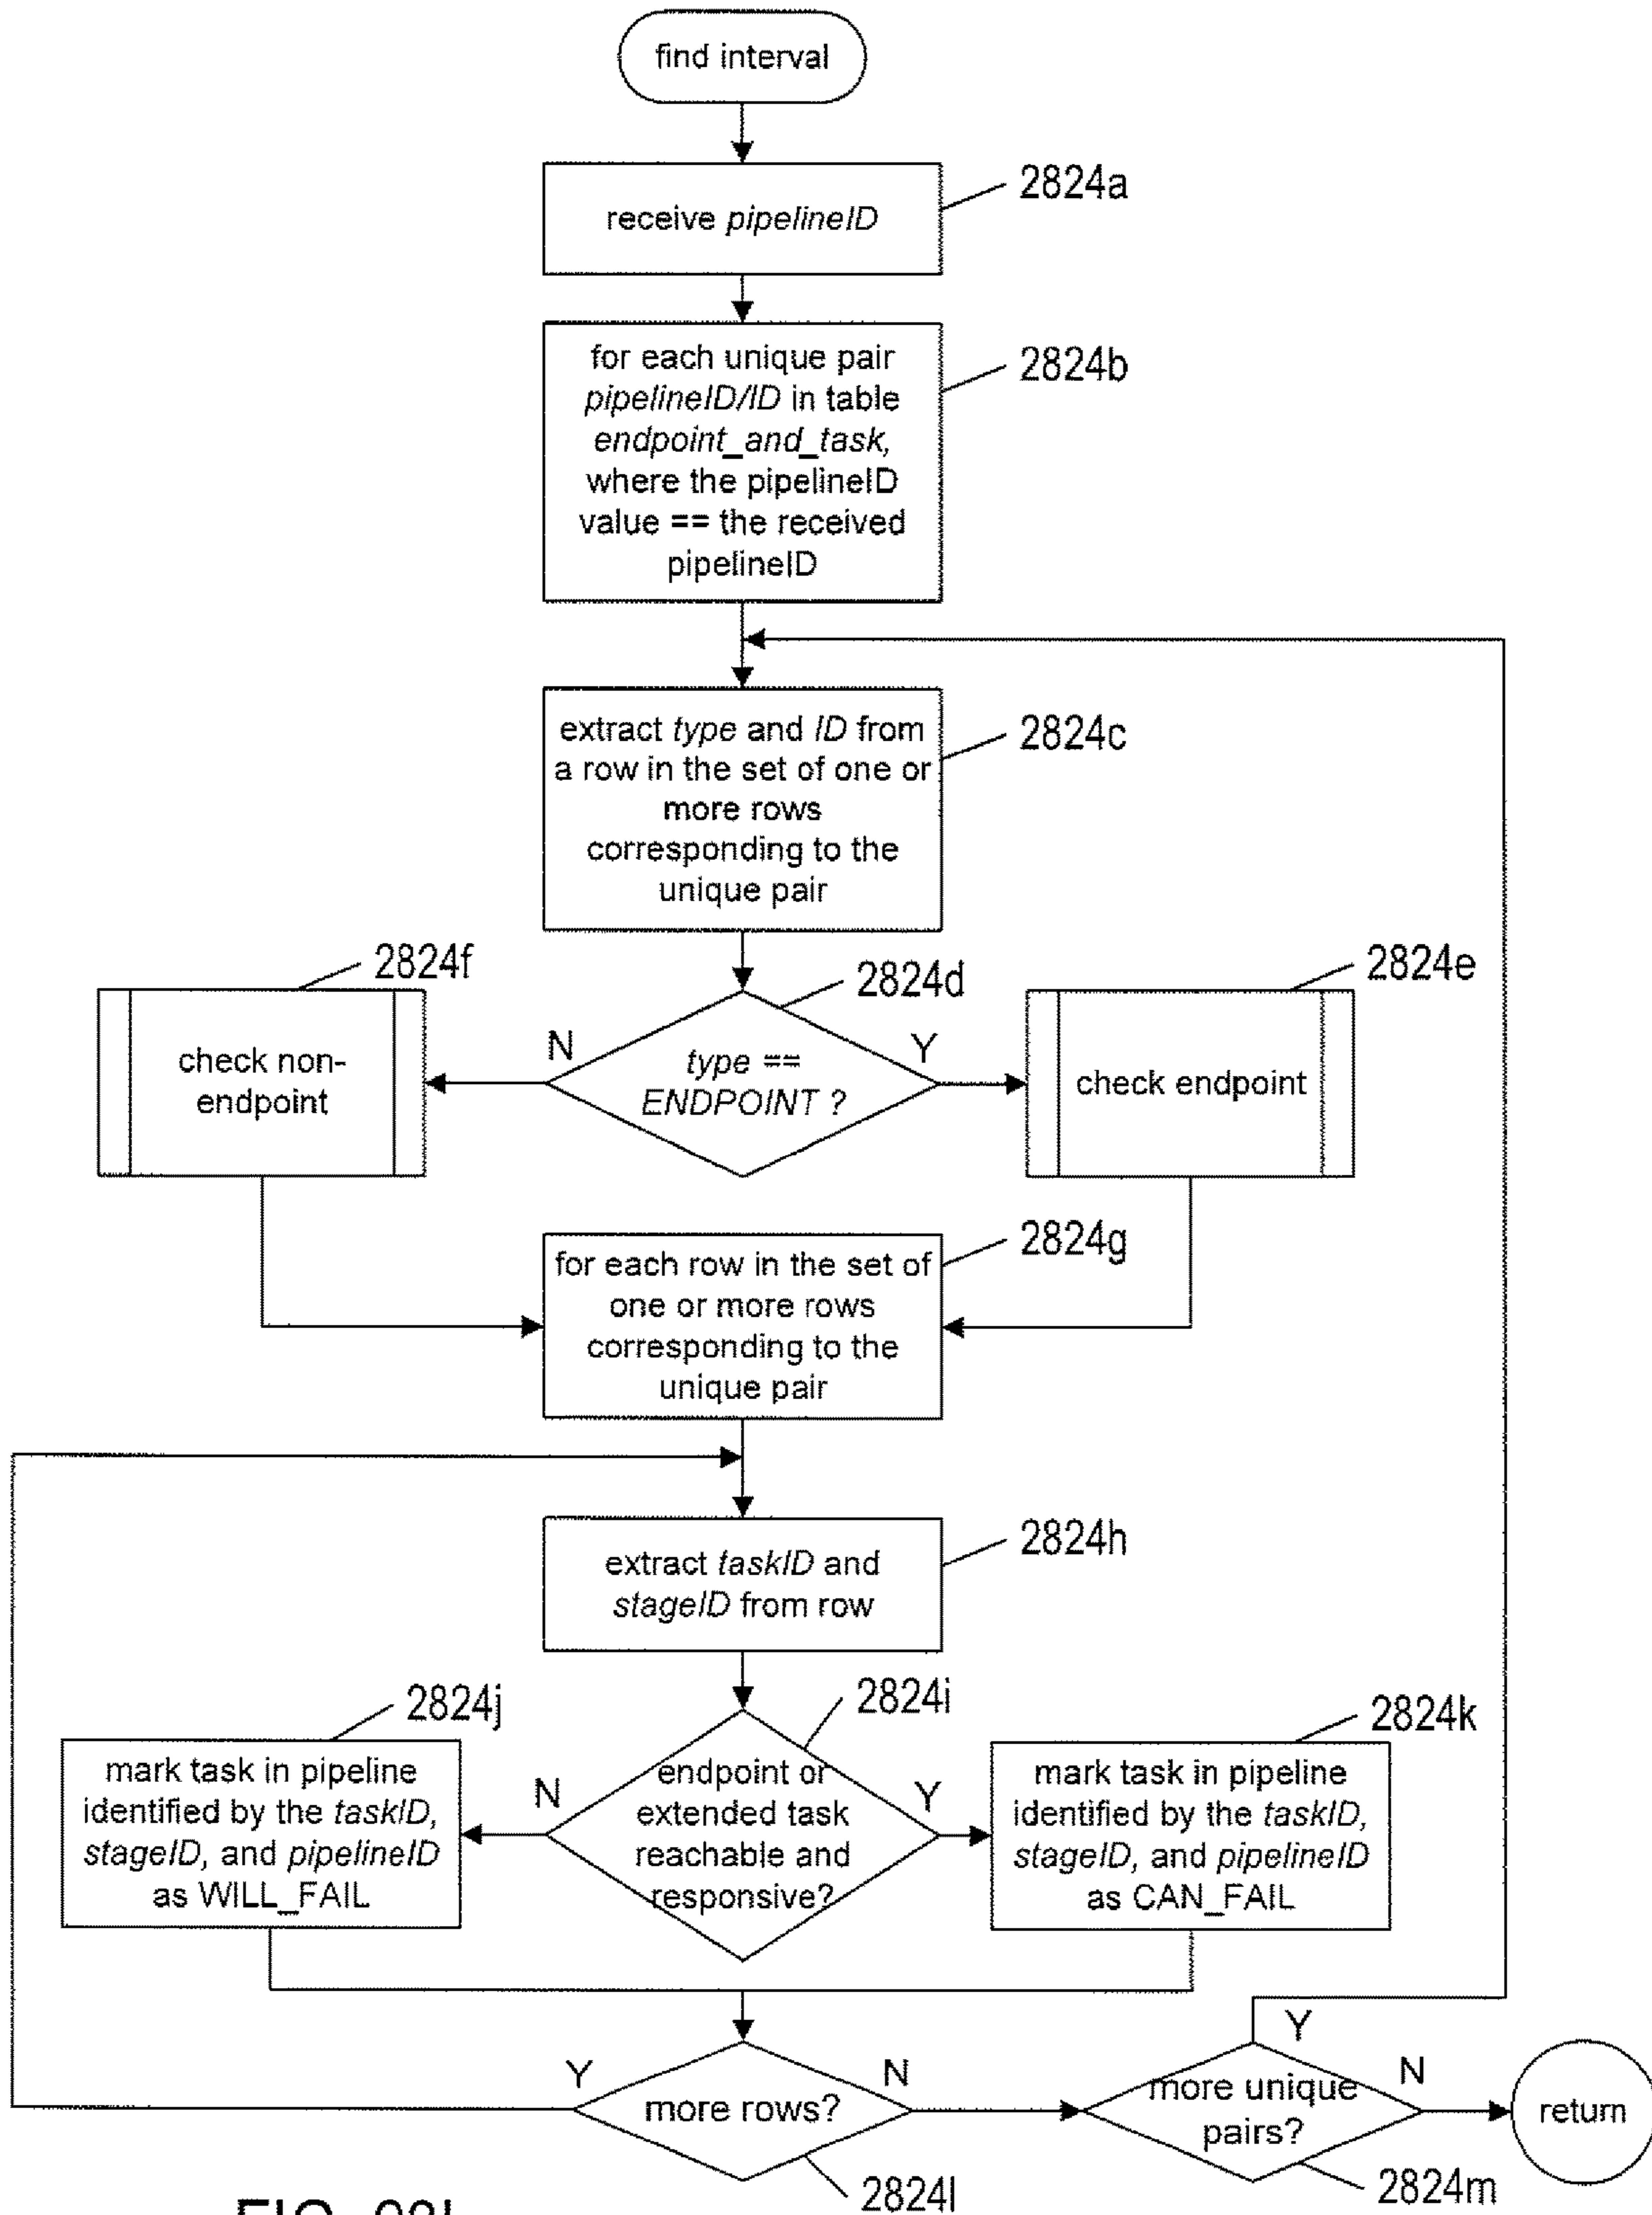 find interval
2824a
receive pipelineID
2824b
for each unique pair
pipelineID/ID in table
endpoint_and_task,
where the pipelineID
value == the received
pipelineID
2824c
extract type and ID from
a row in the set of one or
more rows
corresponding to the
unique pair
2824f
2824d
2824e
check non-
endpoint
N
type ==
ENDPOINT ?
Y
check endpoint
2824g
for each row in the set of
one or more rows
corresponding to the
unique pair
2824h
extract taskID and
stageID from row
2824j
2824i
2824k
mark task in pipeline
identified by the taskID,
stageID, and pipelineID
as WILL_FAIL
N
endpoint or
extended task
reachable and
responsive?
Y
mark task in pipeline
identified by the taskID,
stageID, and pipelineID
as CAN_FAIL
Y
more rows?
N
2824l
Y
more unique
pairs?
N
2824m
return